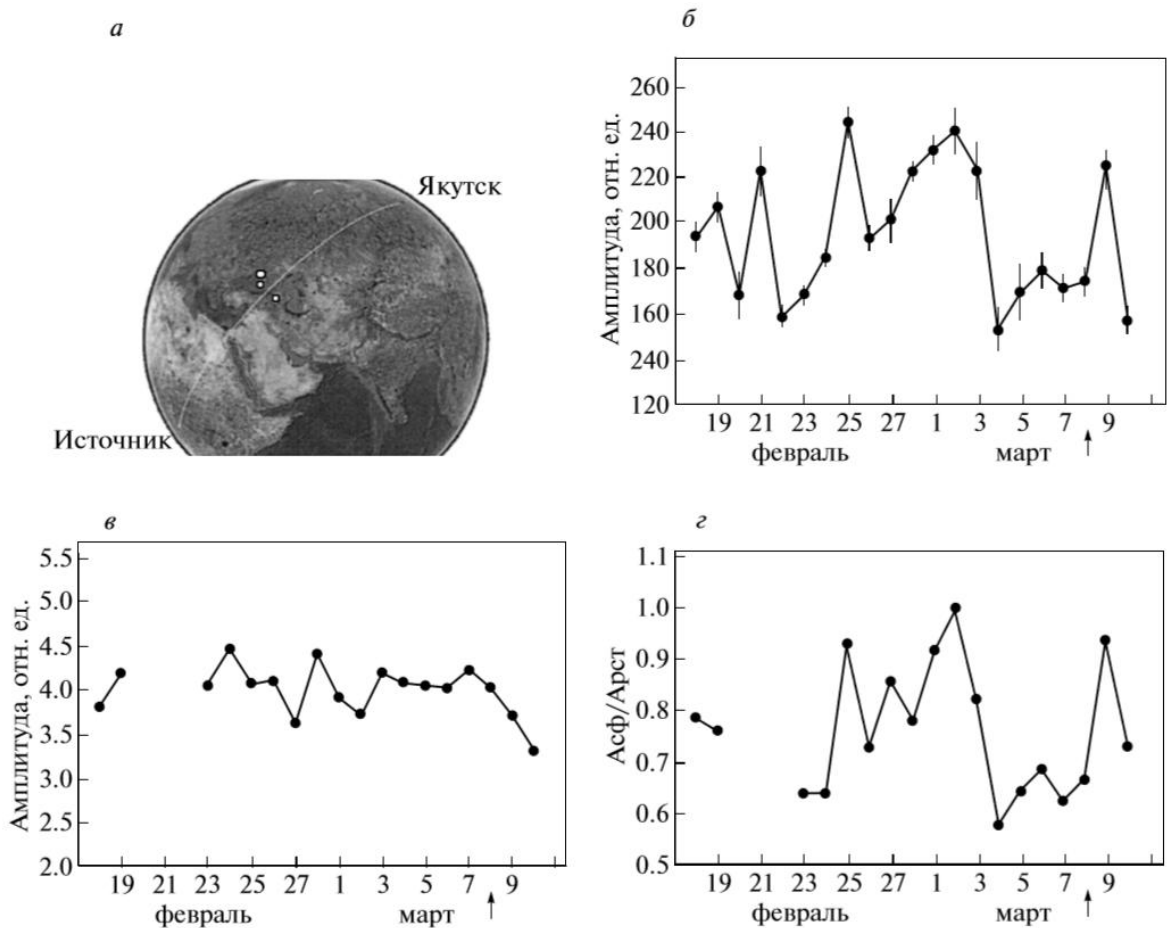 а
Якутск
Источник
б
Амплитуда, отн. ед.
260
240
220
200
180
160
240
120
19 21 23 25 27 1 3 5 7 9
февраль март
в
Амплитуда, отн. ед.
5.5
5.0
4.5
4.0
3.5
3.0
2.5
2.0
19 21 23 25 27 1 3 5 7 9
февраль март
г
Асф/Арст
1.1
1.0
0.9
0.8
0.7
0.6
0.5
19 21 23 25 27 1 3 5 7 9
февраль март